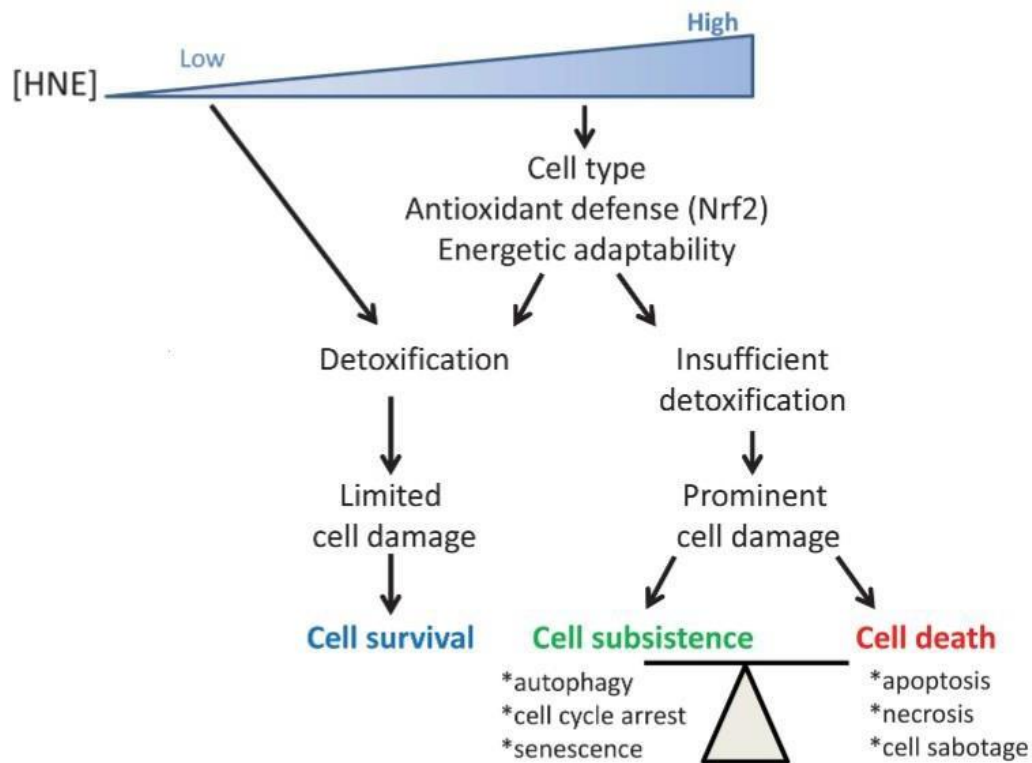 High
Low
[HNE]
Cell type
Antioxidant defense (Nrf2)
Energetic adaptability
Detoxification
Insufficient
detoxification
Limited
cell damage
Prominent
cell damage
Cell survival
Cell subsistence
Cell death
*autophagy
*cell cycle arrest
*senescence
*apoptosis
*necrosis
*cell sabotage